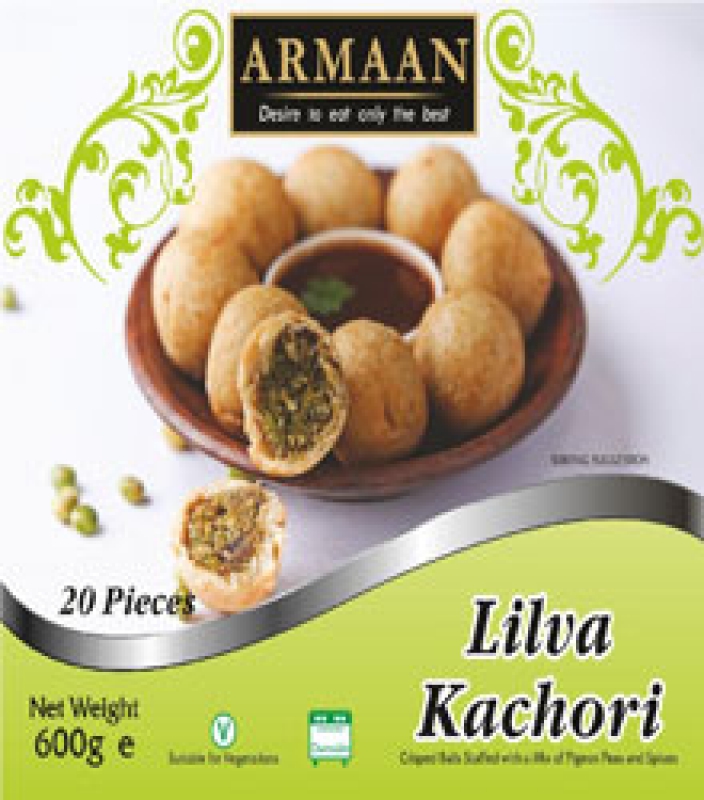 ARMAAN
Desire to eat only the best
SERVING SUGGESTION
20 Pieces
Lilva
Kachori
Net Weight
600g e
V
Suitable for Vegetarians
Crisped Balls Stuffed with a Mix of Pigeon Peas and Spices